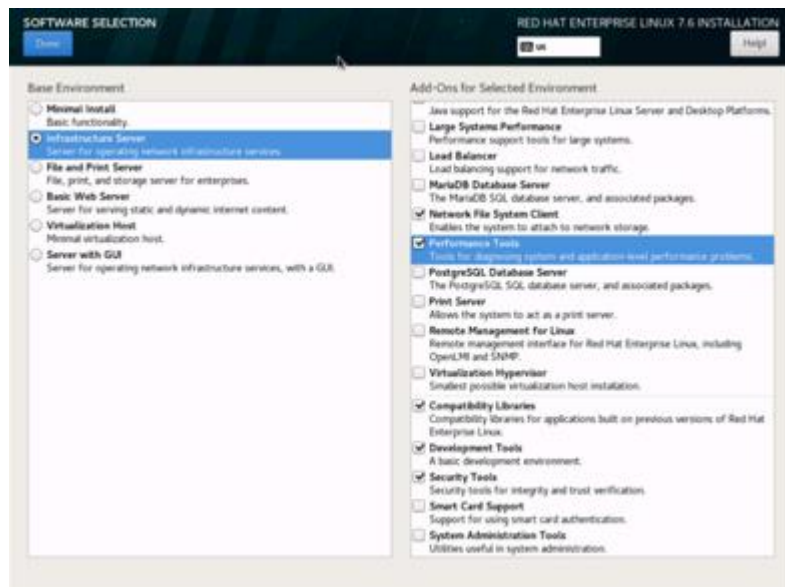 SOFTWARE SELECTION
Done
RED HAT ENTERPRISE LINUX 7.6 INSTALLATION
us
Help!
Base Environment
Minimal Install
Basic functionality.
Infrastructure Server
Server for operating network infrastructure services.
File and Print Server
File, print, and storage server for enterprises.
Basic Web Server
Server for serving static and dynamic internet content.
Virtualization Host
Minimal virtualization host.
Server with GUI
Server for operating network infrastructure services, with a GUI.
Add-Ons for Selected Environment
Java support for the Red Hat Enterprise Linux Server and Desktop Platforms.
Large Systems Performance
Performance support tools for large systems.
Load Balancer
Load balancing support for network traffic.
MariaDB Database Server
The MariaDB SQL database server, and associated packages.
Network File System Client
Enables the system to attach to network storage.
Performance Tools
Tools for diagnosing system and application-level performance problems.
PostgreSQL Database Server
The PostgreSQL SQL database server, and associated packages.
Print Server
Allows the system to act as a print server.
Remote Management for Linux
Remote management interface for Red Hat Enterprise Linux, including
OpenLMI and SNMP.
Virtualization Hypervisor
Smallest possible virtualization host installation.
Compatibility Libraries
Compatibility libraries for applications built on previous versions of Red Hat
Enterprise Linux.
Development Tools
A basic development environment.
Security Tools
Security tools for integrity and trust verification.
Smart Card Support
Support for using smart card authentication.
System Administration Tools
Utilities useful in system administration.